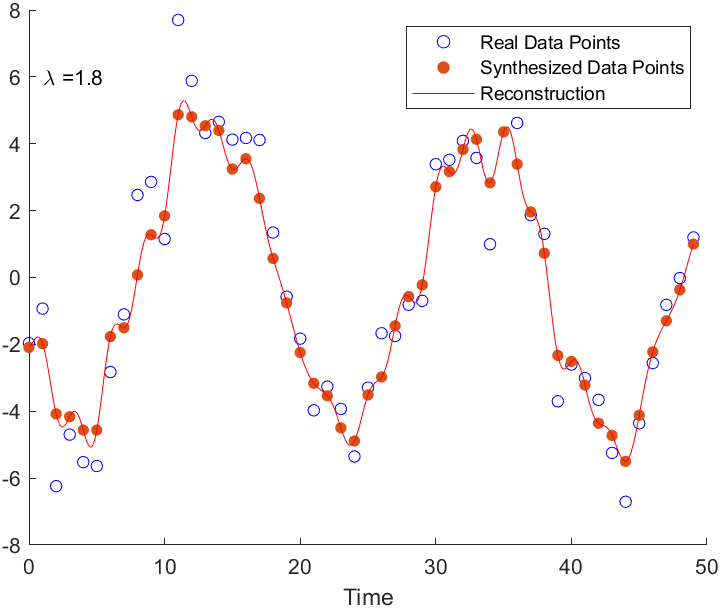 8
6
4
2
0
-2
-4
-6
-8
λ =1.8
Real Data Points
Synthesized Data Points
Reconstruction
0 10 20 30 40 50
Time